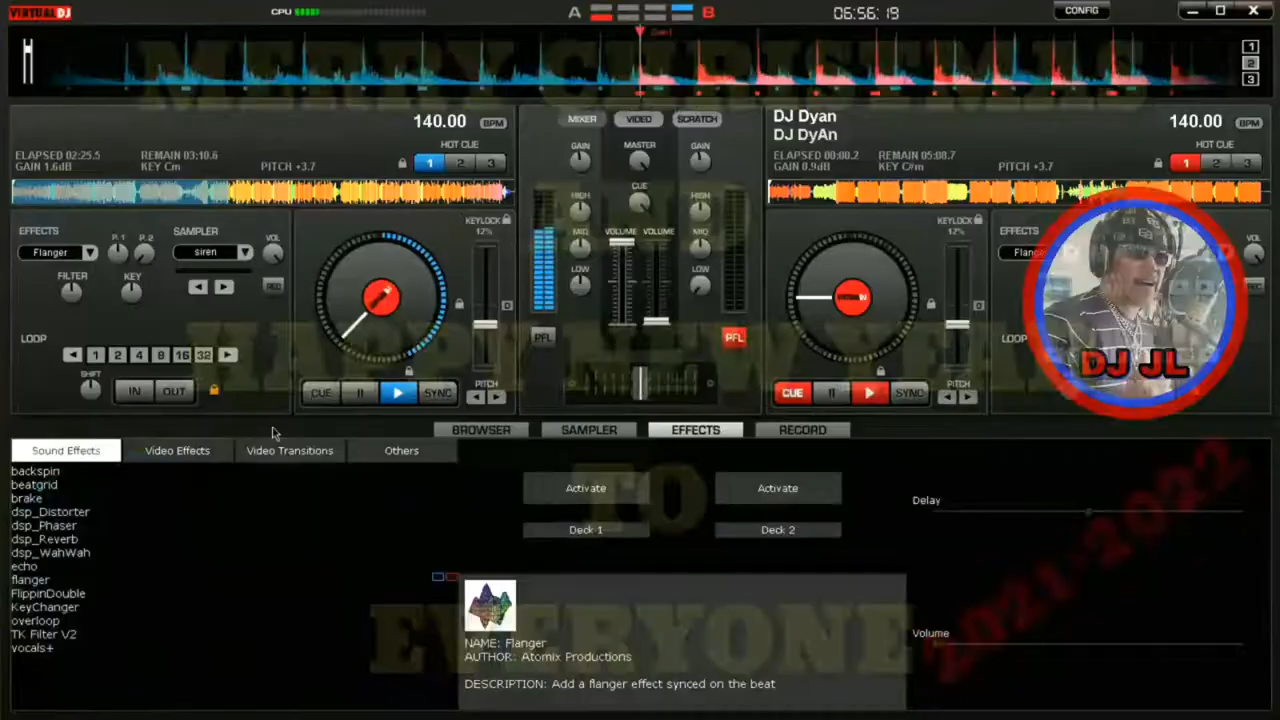 VIRTUAL DJ
CPU
A
B
06:56:19
CONFIG
1
2
3
MERRY CHRISTMAS
AND
HAPPY NEW YEAR
TO
EVERYONE
2021-2022
140.00 BPM
HOT CUE
ELAPSED 02:25.5 REMAIN 03:10.6
GAIN 1.6dB KEY Cm PITCH +3.7
1 2 3
MIXER VIDEO SCRATCH
GAIN MASTER GAIN
CUE
HIGH HIGH
MID VOLUME VOLUME MID
LOW LOW
PFL PFL
DJ Dyan
DJ DyAn
140.00 BPM
HOT CUE
ELAPSED 00:00.2 REMAIN 05:08.7
GAIN 0.9dB KEY C#m PITCH +3.7
1 2 3
EFFECTS P.1 P.2 SAMPLER VOL
Flanger siren
FILTER KEY REC
LOOP
1 2 4 8 16 32
SHIFT
IN OUT
KEYLOCK
12%
CUE SYNC PITCH
KEYLOCK
12%
VIRTUAL DJ
CUE SYNC PITCH
EFFECTS
VOL
LOOP
DJ JL
BROWSER SAMPLER EFFECTS RECORD
Sound Effects Video Effects Video Transitions Others
backspin
beatgrid
brake
dsp_Distorter
dsp_Phaser
dsp_Reverb
dsp_WahWah
echo
flanger
FlippinDouble
KeyChanger
overloop
TK Filter V2
vocals+
Activate Activate
Deck 1 Deck 2
Delay
Volume
NAME: Flanger
AUTHOR: Atomix Productions
DESCRIPTION: Add a flanger effect synced on the beat